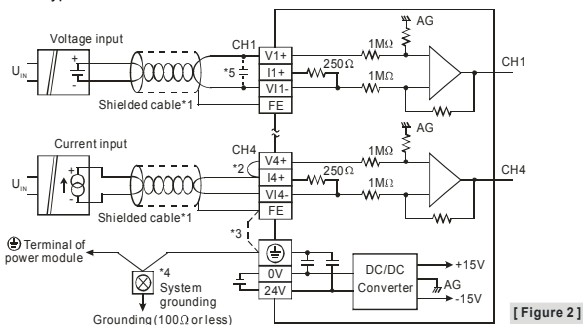 Voltage input
CH1
V1+
I1+
VI1-
FE
250Ω
1MΩ
1MΩ
AG
CH1
UIN
+
-
*5
Shielded cable*1
Current input
CH4
V4+
I4+
VI4-
FE
*2
250Ω
1MΩ
1MΩ
AG
CH4
UIN
+
-
Shielded cable*1
*3
Terminal of
power module
*4
System
grounding
Grounding (100Ω or less)
0V
24V
DC/DC
Converter
+15V
AG
-15V
[ Figure 2 ]